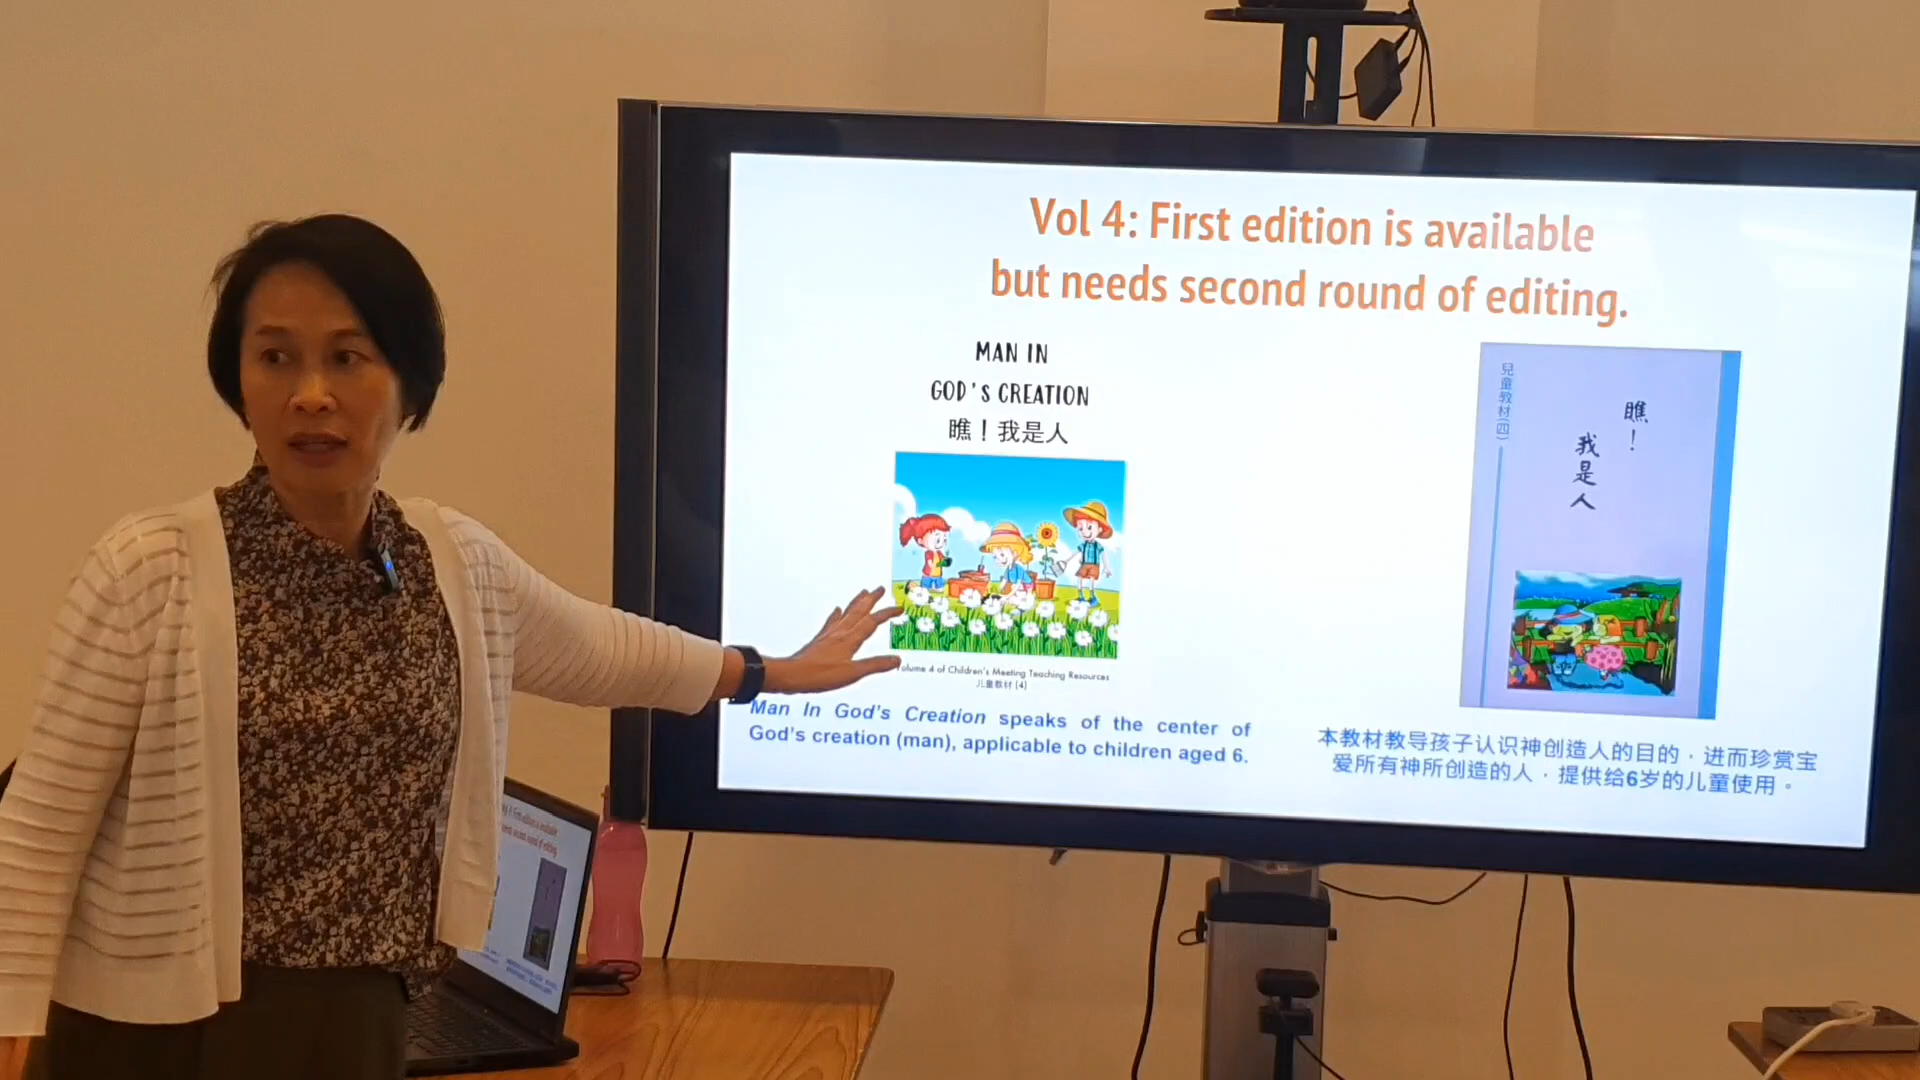 Vol 4: First edition is available
but needs second round of editing.
MAN IN
GOD'S CREATION
瞧！我是人
Volume 4 of Children's Meeting Teaching Resources
儿童教材 (4)
Man In God's Creation speaks of the center of
God's creation (man), applicable to children aged 6.
兒童教材(四)
瞧！
我是人
本教材教导孩子认识神创造人的目的，进而珍赏宝
爱所有神所创造的人，提供给6岁的儿童使用。